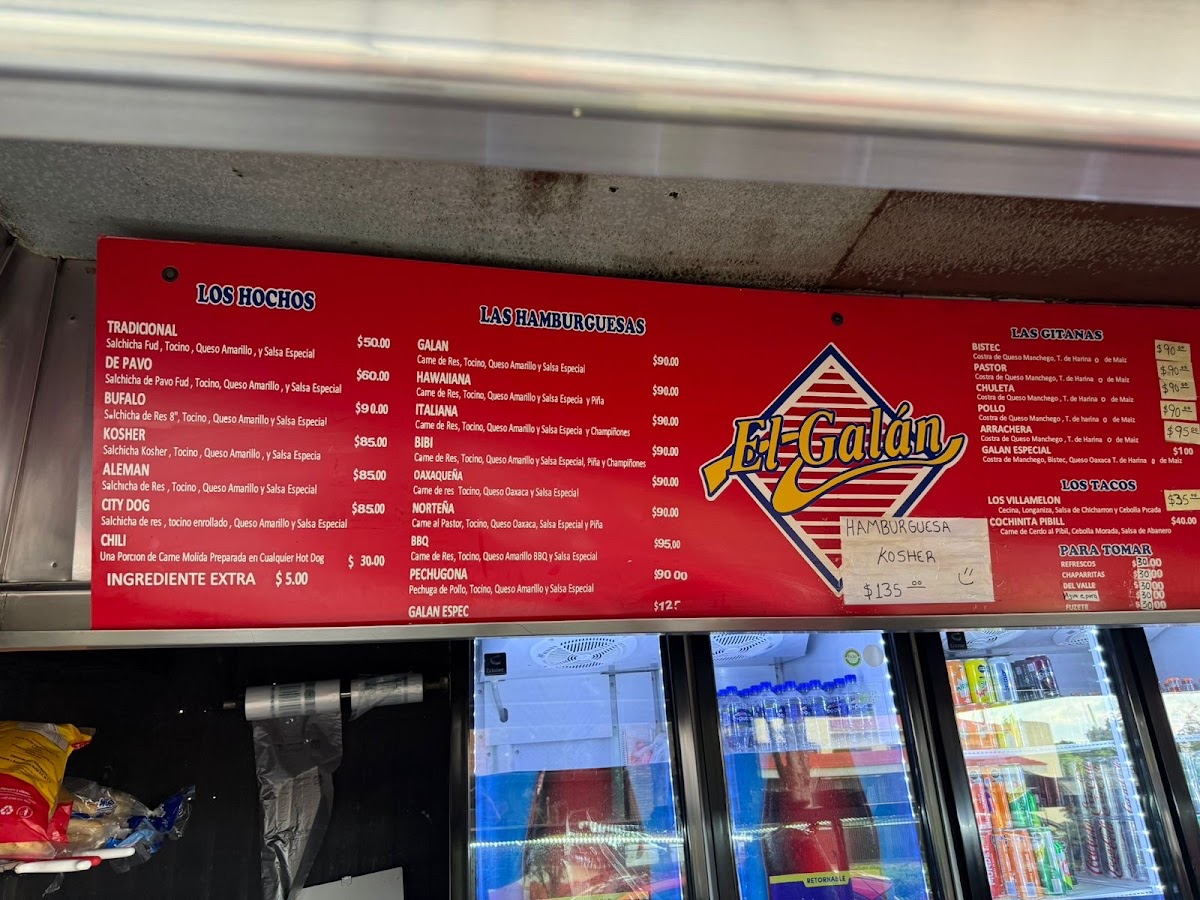 LOS HOCHOS
TRADICIONAL $50.00
Salchicha Fud , Tocino , Queso Amarillo , y Salsa Especial
DE PAVO $60.00
Salchicha de Pavo Fud , Tocino, Queso Amarillo , y Salsa Especial
BUFALO $90.00
Salchicha de Res 8", Tocino , Queso Amarillo y Salsa Especial
KOSHER $85.00
Salchicha Kosher , Tocino , Queso Amarillo , y Salsa Especia
ALEMAN $85.00
Salchicha de Res , Tocino , Queso Amarillo y Salsa Especial
CITY DOG $85.00
Salchicha de res , tocino enrollado , Queso Amarillo y Salsa Especial
CHILI $ 30.00
Una Porcion de Carne Molida Preparada en Cualquier Hot Dog
INGREDIENTE EXTRA $ 5.00
LAS HAMBURGUESAS
GALAN $90.00
Carne de Res, Tocino, Queso Amarillo y Salsa Especial
HAWAIIANA $90.00
Carne de Res, Tocino, Queso Amarillo y Salsa Especia y Piña
ITALIANA $90.00
Carne de Res, Tocino, Queso Amarillo y Salsa Especia y Champiñones
BIBI $90.00
Carne de Res, Tocino, Queso Amarillo y Salsa Especial, Piña y Champiñones
OAXAQUEÑA $90.00
Carne de res Tocino, Queso Oaxaca y Salsa Especial
NORTEÑA $90.00
Carne al Pastor, Tocino, Queso Oaxaca, Salsa Especial y Piña
BBQ $95.00
Carne de Res, Tocino, Queso Amarillo BBQ y Salsa Especial
PECHUGONA $90 00
Pechuga de Pollo, Tocino, Queso Amarillo y Salsa Especial
GALAN ESPEC $125
El Galán
HAMBURGUESA
KOSHER
$135.00
LAS GITANAS
BISTEC $90.00
Costra de Queso Manchego, T. de Harina o de Maiz
PASTOR $90.00
Costra de Queso Manchego , T. de Harina o de Maiz
CHULETA $90.00
Costra de Queso Manchego , T. de Harina o de Maiz
POLLO $90.00
Costra de Queso Manchego , T. de harina o de Maiz
ARRACHERA $95.00
Costra de Queso Manchego , T. de Harina o de Maiz
GALAN ESPECIAL $100
Costra de Manchego, Bistec, Queso Oaxaca T. de Harina o de Maiz
LOS TACOS
LOS VILLAMELON $35.00
Cecina, Longaniza, Salsa de Chicharron y Cebolla Picada
COCHINITA PIBILL $40.00
Carne de Cerdo al Pibil, Cebolla Morada, Salsa de Abanero
PARA TOMAR
REFRESCOS $30.00
CHAPARRITAS $30.00
DEL VALLE $30.00
$30.00
FUZETE $30.00
RETORNABLE